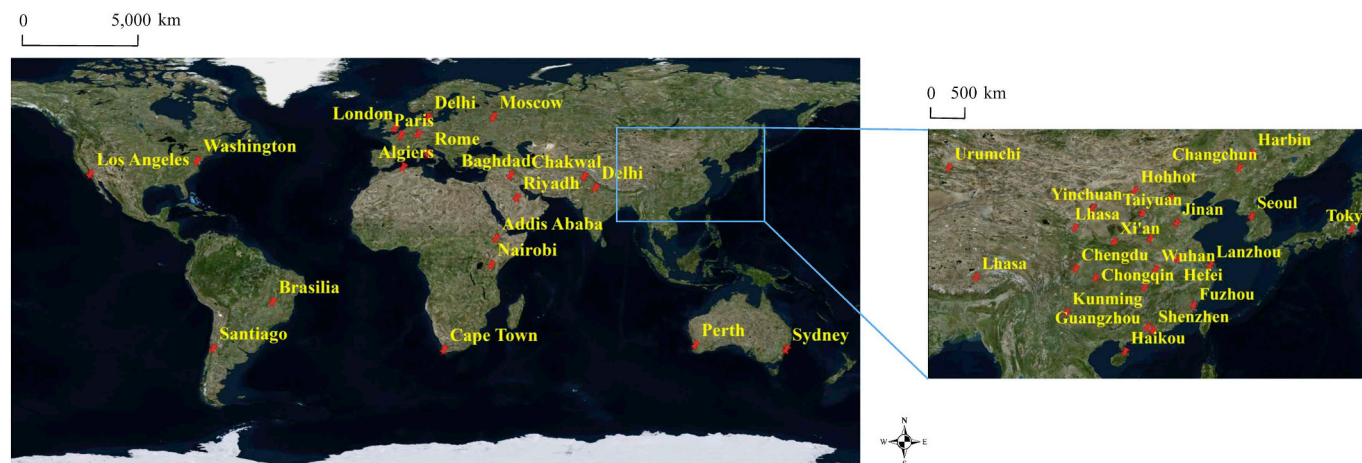 0 5,000 km
London
Paris
Delhi
Moscow
Rome
Algiers
Baghdad
Chakwal
Delhi
Riyadh
Los Angeles
Washington
Addis Ababa
Nairobi
Brasilia
Santiago
Cape Town
Perth
Sydney
N
W E
S
0 500 km
Harbin
Urumchi
Changchun
Hohhot
Yinchuan
Taiyuan
Lhasa
Jinan
Seoul
Toky
Xi'an
Chengdu
Wuhan
Lanzhou
Lhasa
Chongqin
Hefei
Kunming
Fuzhou
Guangzhou
Shenzhen
Haikou